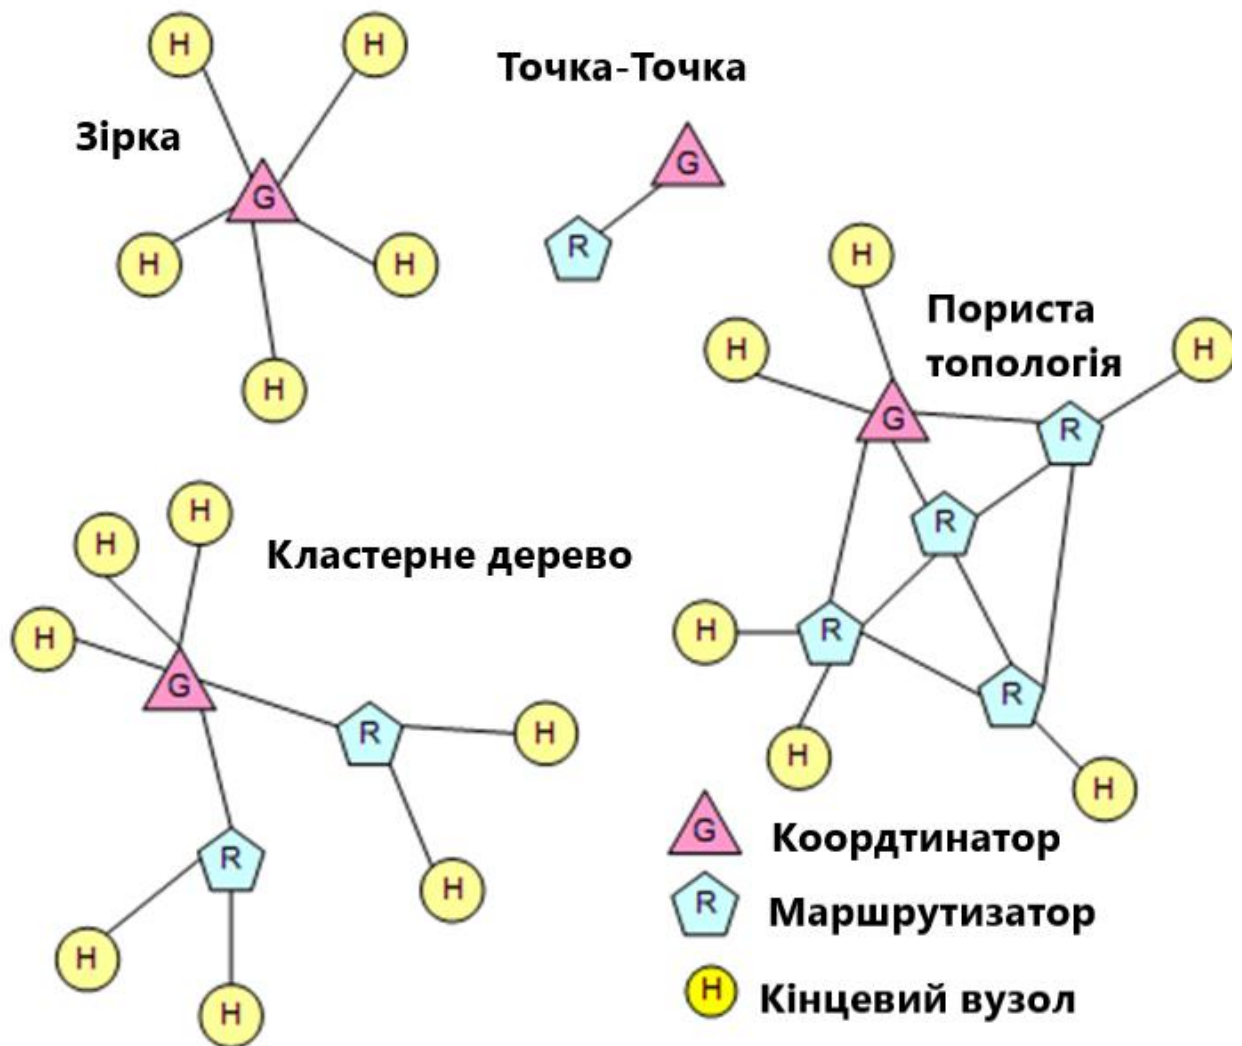 H
H
Точка-Точка
Зірка
G
G
H
H
R
H
H
Пориста
топологія
H
H
G
R
H
H
R
Кластерне дерево
H
G
R
H
R
R
H
H
R
H
H
H
H
G Коордтинатор
R Маршрутизатор
H Кінцевий вузол